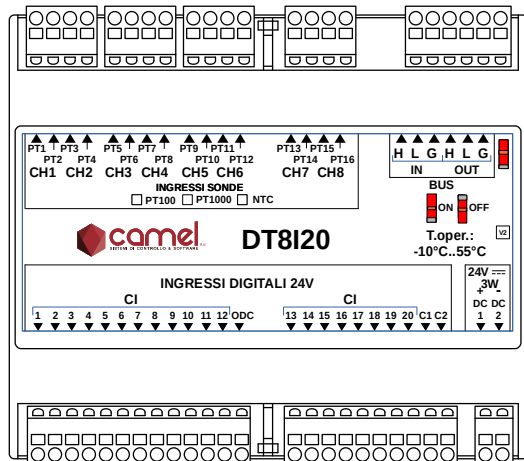 PT1 PT3 PT5 PT7 PT9 PT11 PT13 PT15
PT2 PT4 PT6 PT8 PT10 PT12 PT14 PT16
CH1 CH2 CH3 CH4 CH5 CH6 CH7 CH8
INGRESSI SONDE
PT100 PT1000 NTC
H L G H L G
IN OUT
BUS
ON OFF
camel
SISTEMI DI CONTROLLO & SOFTWARE
DT8I20
T.oper.:
-10°C..55°C
V2
INGRESSI DIGITALI 24V
CI CI
1 2 3 4 5 6 7 8 9 10 11 12 ODC 13 14 15 16 17 18 19 20 C1 C2
24V
3W
+ -
DC DC
1 2